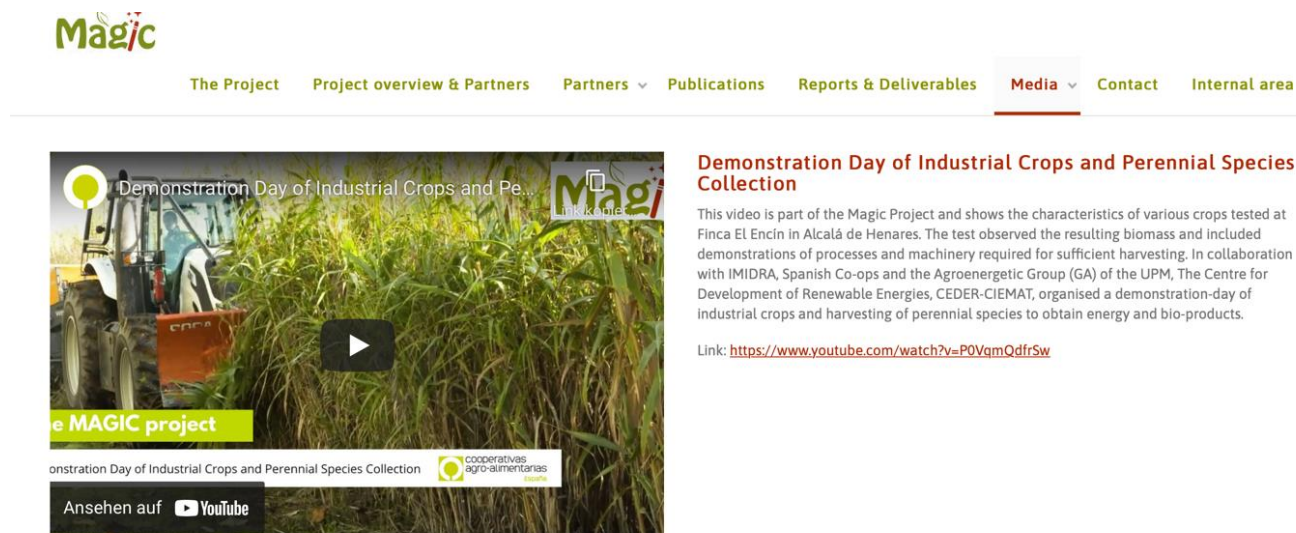 Magic
The Project Project overview & Partners Partners Publications Reports & Deliverables Media Contact Internal area
Demonstration Day of Industrial Crops and Pe...
Magi
Link kopier...
e MAGIC project
onstration Day of Industrial Crops and Perennial Species Collection
cooperativas
agro-alimentarias
España
Ansehen auf YouTube
Demonstration Day of Industrial Crops and Perennial Species
Collection
This video is part of the Magic Project and shows the characteristics of various crops tested at
Finca El Encín in Alcalá de Henares. The test observed the resulting biomass and included
demonstrations of processes and machinery required for sufficient harvesting. In collaboration
with IMIDRA, Spanish Co-ops and the Agroenergetic Group (GA) of the UPM, The Centre for
Development of Renewable Energies, CEDER-CIEMAT, organised a demonstration-day of
industrial crops and harvesting of perennial species to obtain energy and bio-products.
Link: https://www.youtube.com/watch?v=P0VqmQdfrSw